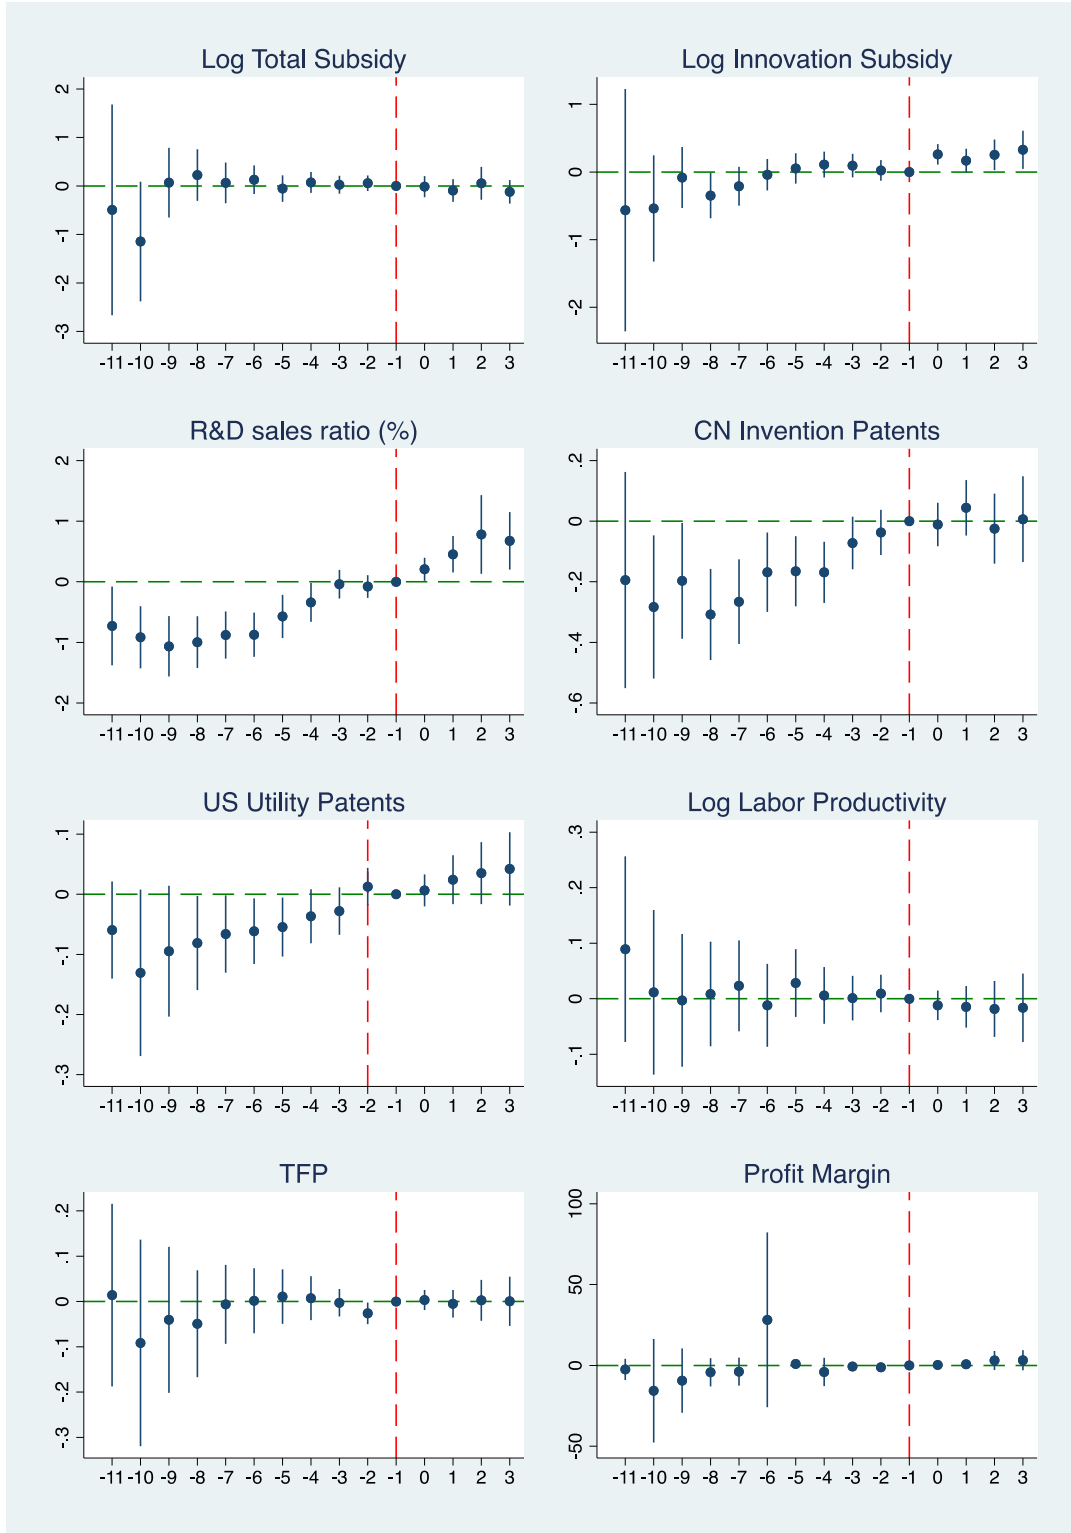 Log Total Subsidy
2
1
0
-1
-2
-3
-11 -10 -9 -8 -7 -6 -5 -4 -3 -2 -1 0 1 2 3
Log Innovation Subsidy
1
0
-1
-2
-11 -10 -9 -8 -7 -6 -5 -4 -3 -2 -1 0 1 2 3
R&D sales ratio (%)
2
1
0
-1
-2
-11 -10 -9 -8 -7 -6 -5 -4 -3 -2 -1 0 1 2 3
CN Invention Patents
.2
0
-.2
-.4
-.6
-11 -10 -9 -8 -7 -6 -5 -4 -3 -2 -1 0 1 2 3
US Utility Patents
.1
0
-.1
-.2
-.3
-11 -10 -9 -8 -7 -6 -5 -4 -3 -2 -1 0 1 2 3
Log Labor Productivity
.3
.2
.1
0
-.1
-11 -10 -9 -8 -7 -6 -5 -4 -3 -2 -1 0 1 2 3
TFP
.2
.1
0
-.1
-.2
-.3
-11 -10 -9 -8 -7 -6 -5 -4 -3 -2 -1 0 1 2 3
Profit Margin
100
50
0
-50
-11 -10 -9 -8 -7 -6 -5 -4 -3 -2 -1 0 1 2 3